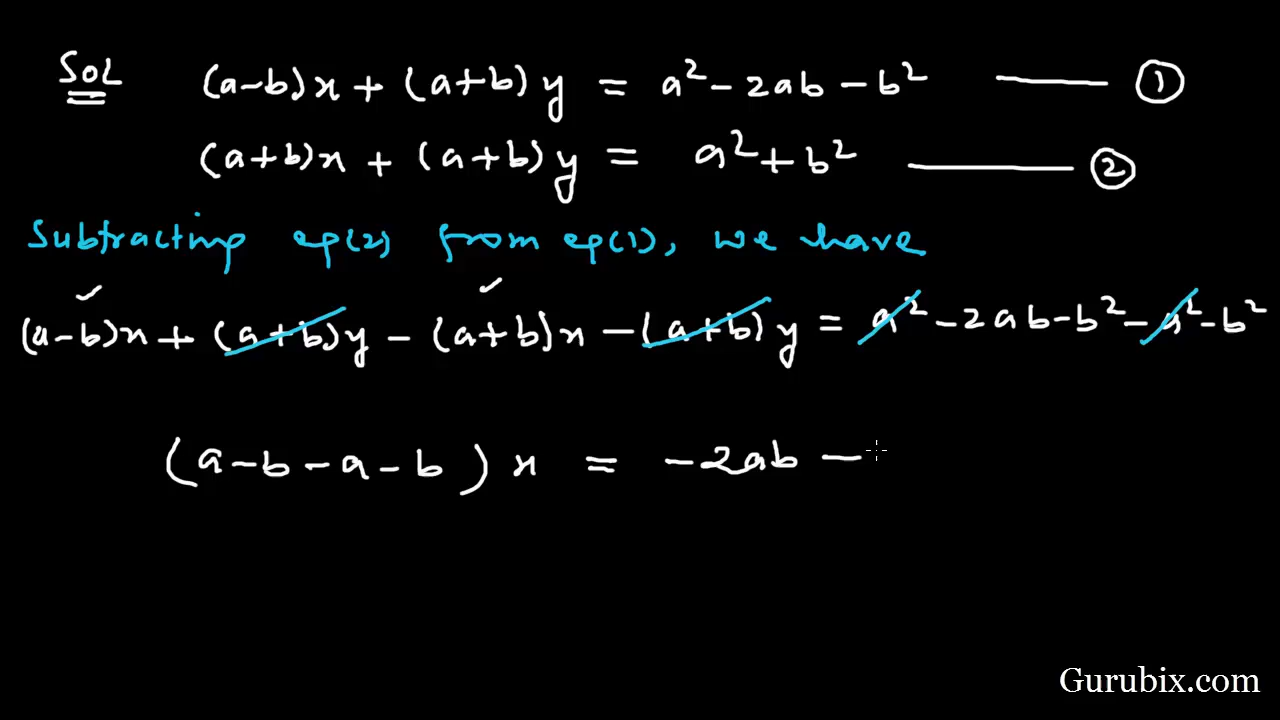 Sol (a-b)x + (a+b)y = a² - 2ab - b² —— ①
(a+b)x + (a+b)y = a² + b² —— ②
Subtracting eq(2) from eq(1), we have
✓ ✓
(a-b)x + (a+b)y - (a+b)x - (a+b)y = a² - 2ab - b² - a² - b²
(a-b-a-b)x = -2ab -
Gurubix.com